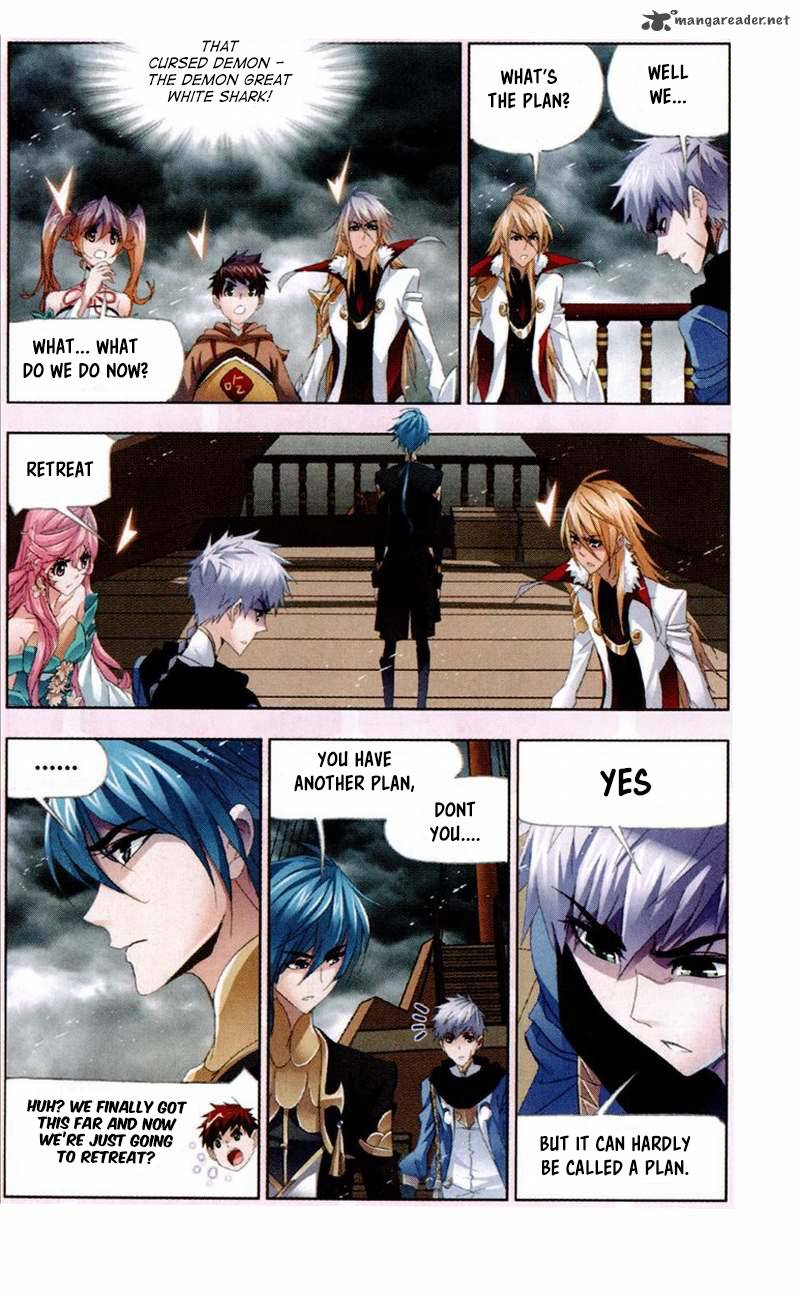 mangareader.net
THAT
CURSED DEMON -
THE DEMON GREAT
WHITE SHARK!
WHAT... WHAT
DO WE DO NOW?
吃
WHAT'S
THE PLAN?
WELL
WE...
RETREAT
......
HUH? WE FINALLY GOT
THIS FAR AND NOW
WE'RE JUST GOING
TO RETREAT?
YOU HAVE
ANOTHER PLAN,
DONT
YOU....
YES
BUT IT CAN HARDLY
BE CALLED A PLAN.